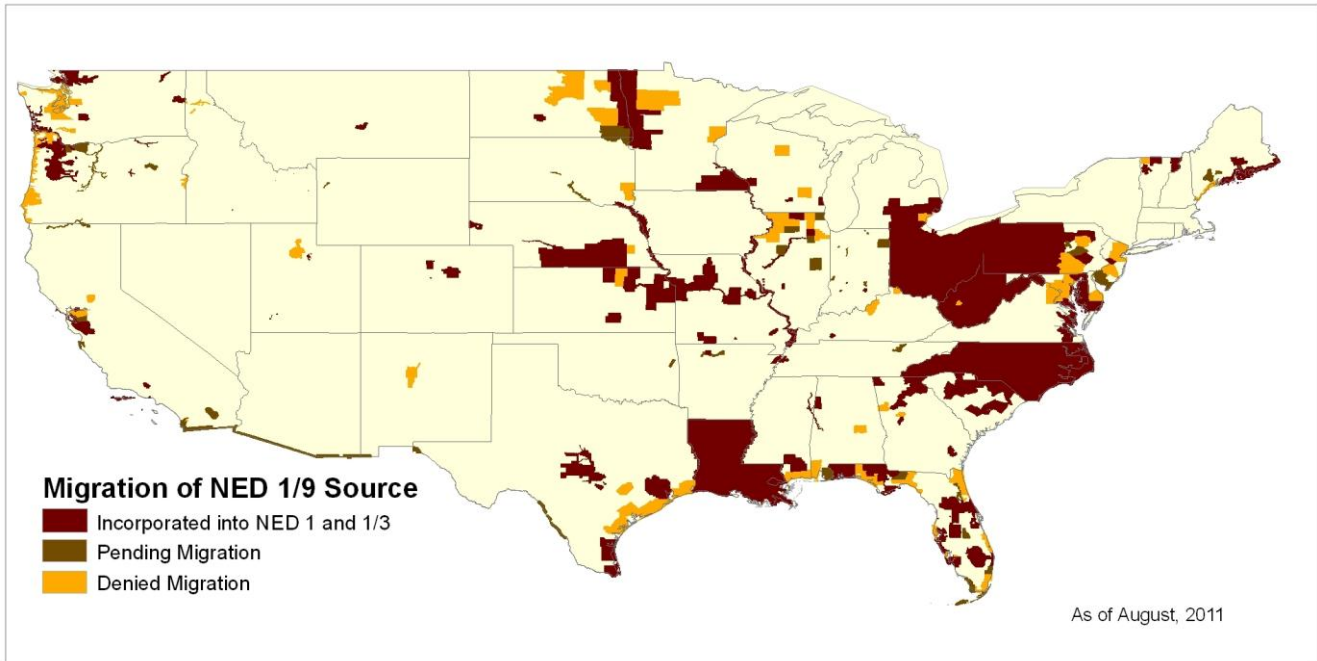 Migration of NED 1/9 Source
Incorporated into NED 1 and 1/3
Pending Migration
Denied Migration
As of August, 2011